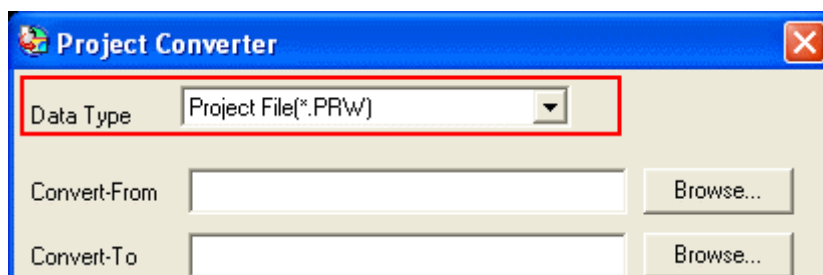 Project Converter
Data Type Project File(*.PRW)
Convert-From Browse...
Convert-To Browse...